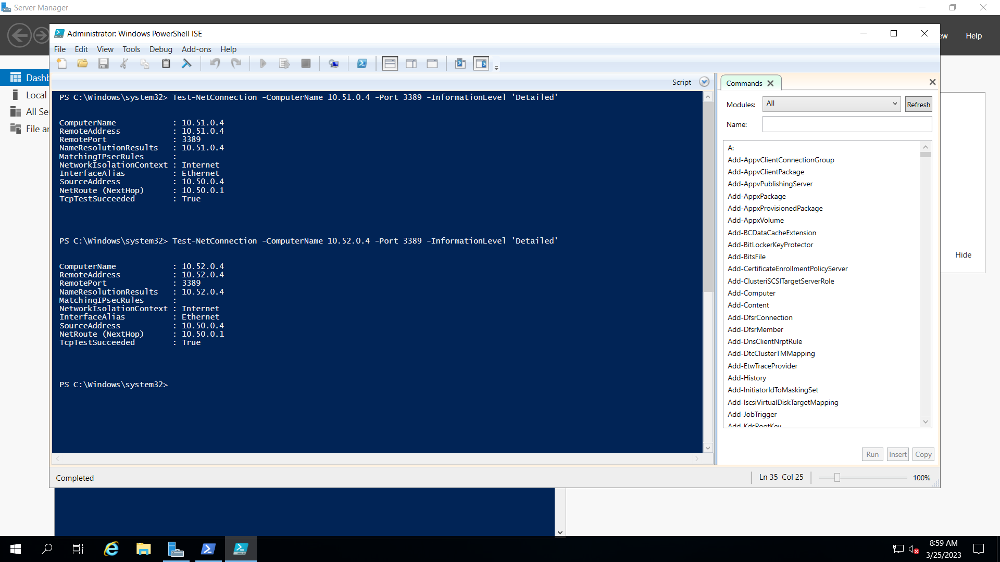 Server Manager
Administrator: Windows PowerShell ISE
ew
Help
File Edit View Tools Debug Add-ons Help
Dashb
Local
All Se
File an
Script
PS C:\Windows\system32> Test-NetConnection -ComputerName 10.51.0.4 -Port 3389 -InformationLevel 'Detailed'
ComputerName : 10.51.0.4
RemoteAddress : 10.51.0.4
RemotePort : 3389
NameResolutionResults : 10.51.0.4
MatchingIPsecRules :
NetworkIsolationContext : Internet
InterfaceAlias : Ethernet
SourceAddress : 10.50.0.4
NetRoute (NextHop) : 10.50.0.1
TcpTestSucceeded : True
PS C:\Windows\system32> Test-NetConnection -ComputerName 10.52.0.4 -Port 3389 -InformationLevel 'Detailed'
ComputerName : 10.52.0.4
RemoteAddress : 10.52.0.4
RemotePort : 3389
NameResolutionResults : 10.52.0.4
MatchingIPsecRules :
NetworkIsolationContext : Internet
InterfaceAlias : Ethernet
SourceAddress : 10.50.0.4
NetRoute (NextHop) : 10.50.0.1
TcpTestSucceeded : True
PS C:\Windows\system32>
Commands
Modules: All Refresh
Name:
A:
Add-AppvClientConnectionGroup
Add-AppvClientPackage
Add-AppvPublishingServer
Add-AppxPackage
Add-AppxProvisionedPackage
Add-AppxVolume
Add-BCDataCacheExtension
Add-BitLockerKeyProtector
Add-BitsFile
Add-CertificateEnrollmentPolicyServer
Add-ClusteriSCSITargetServerRole
Add-Computer
Add-Content
Add-DfsrConnection
Add-DfsrMember
Add-DnsClientNrptRule
Add-DtcClusterTMMapping
Add-EtwTraceProvider
Add-History
Add-InitiatorIdToMaskingSet
Add-IscsiVirtualDiskTargetMapping
Add-JobTrigger
Add-KdsRootKey
Run Insert Copy
Hide
Completed
Ln 35 Col 25
100%
8:59 AM
3/25/2023